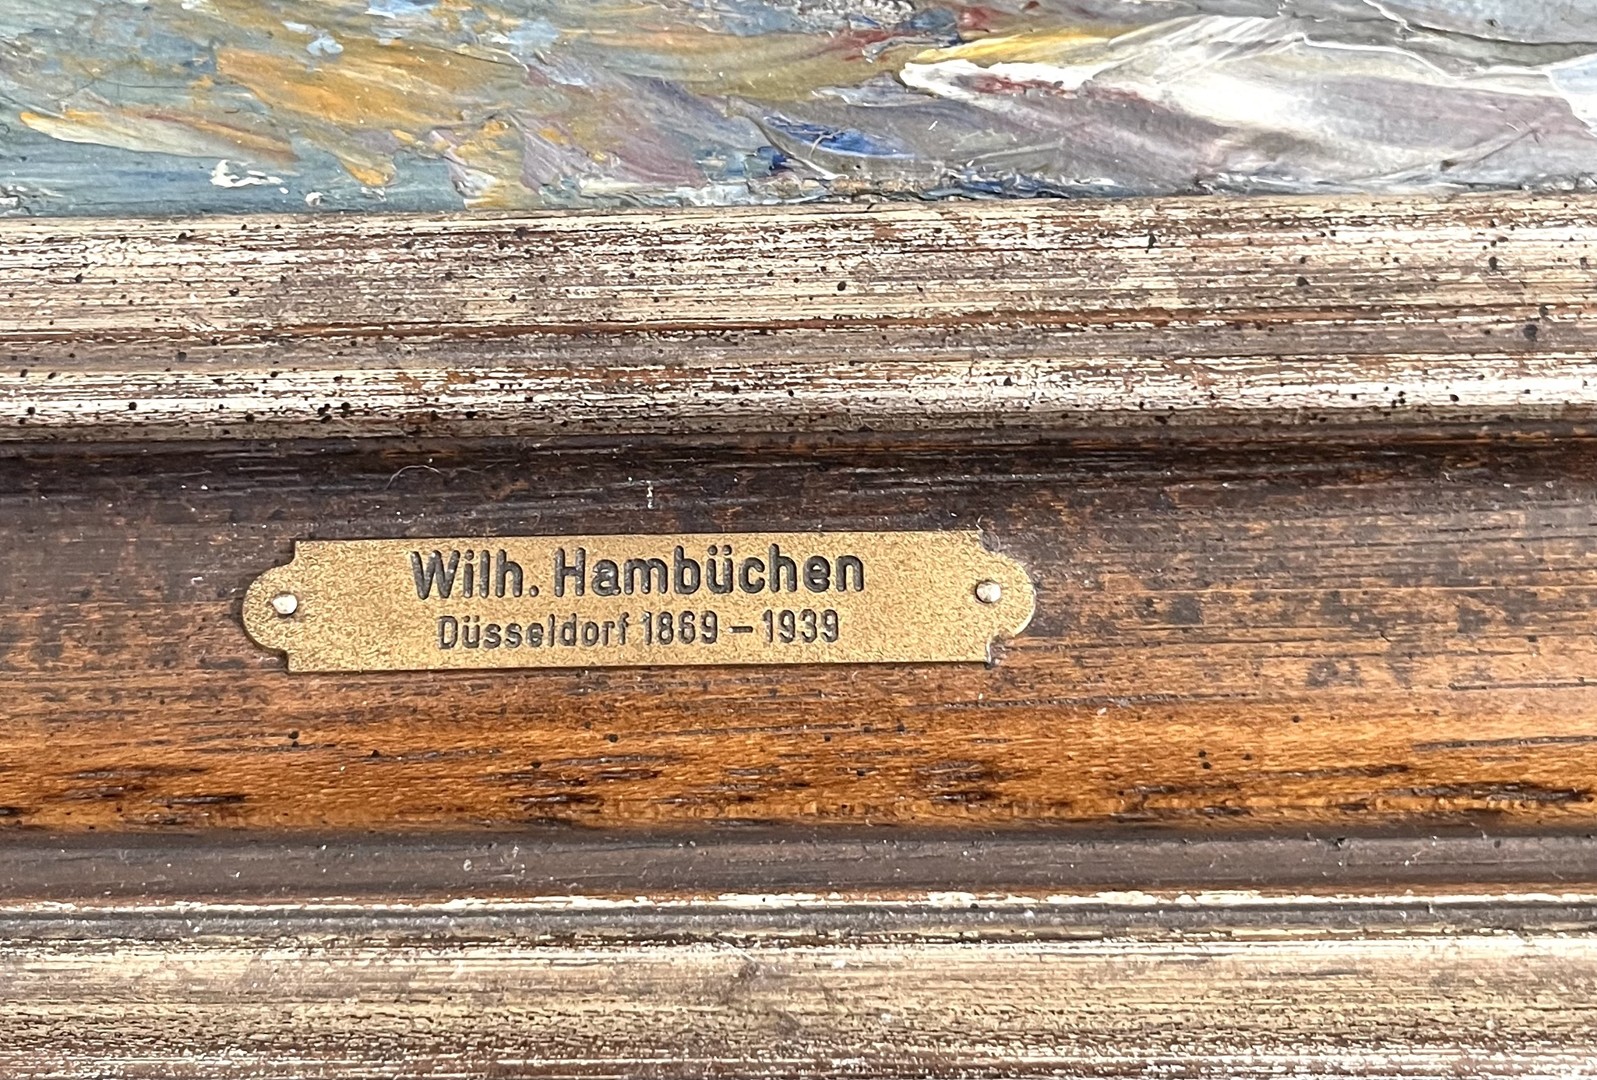 Wilh. Hambüchen
Düsseldorf 1869 – 1939